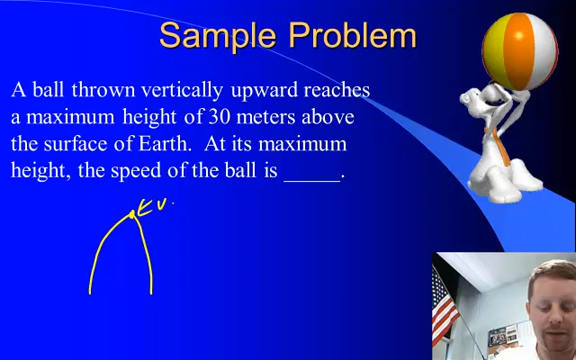 Sample Problem
A ball thrown vertically upward reaches
a maximum height of 30 meters above
the surface of Earth.  At its maximum
height, the speed of the ball is _____.
v